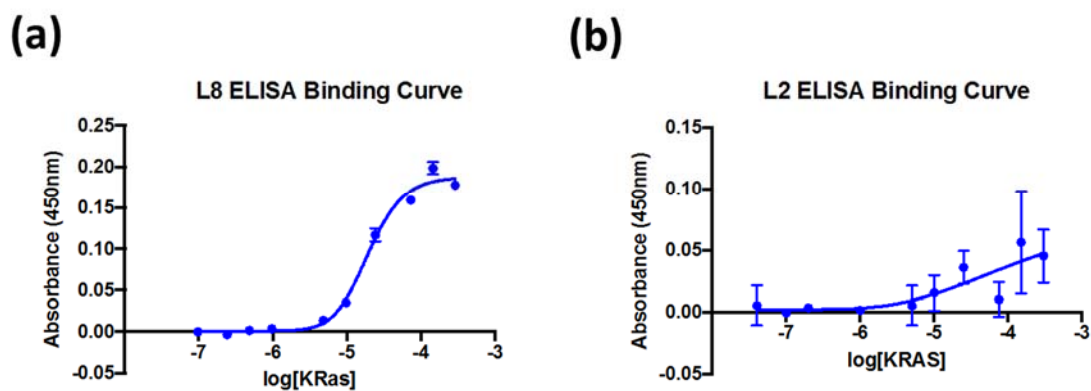 (a)
L8 ELISA Binding Curve
Absorbance (450nm)
0.25
0.20
0.15
0.10
0.05
0.00
-0.05
-7 -6 -5 -4 -3
log[KRas]
(b)
L2 ELISA Binding Curve
Absorbance (450nm)
0.15
0.10
0.05
0.00
-0.05
-7 -6 -5 -4 -3
log[KRAS]